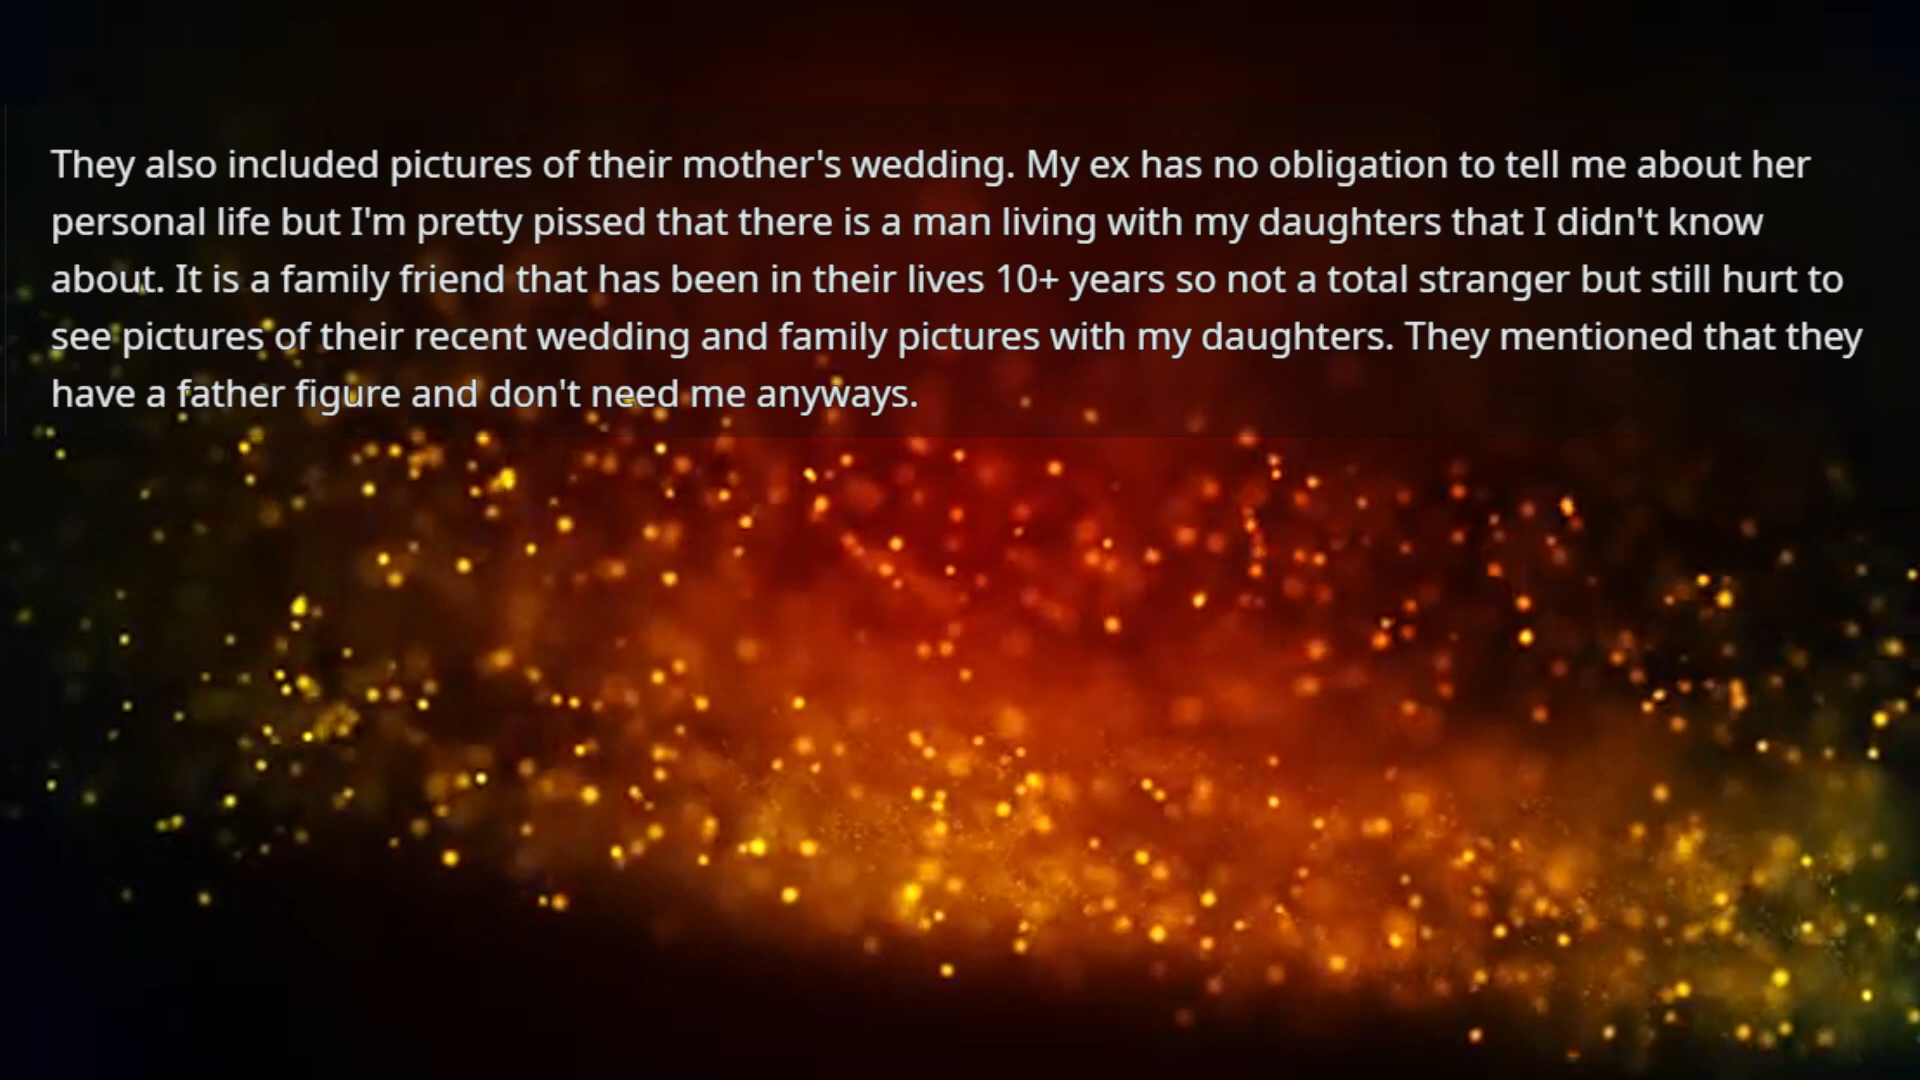 They also included pictures of their mother's wedding. My ex has no obligation to tell me about her
personal life but I'm pretty pissed that there is a man living with my daughters that I didn't know
about. It is a family friend that has been in their lives 10+ years so not a total stranger but still hurt to
see pictures of their recent wedding and family pictures with my daughters. They mentioned that they
have a father figure and don't need me anyways.